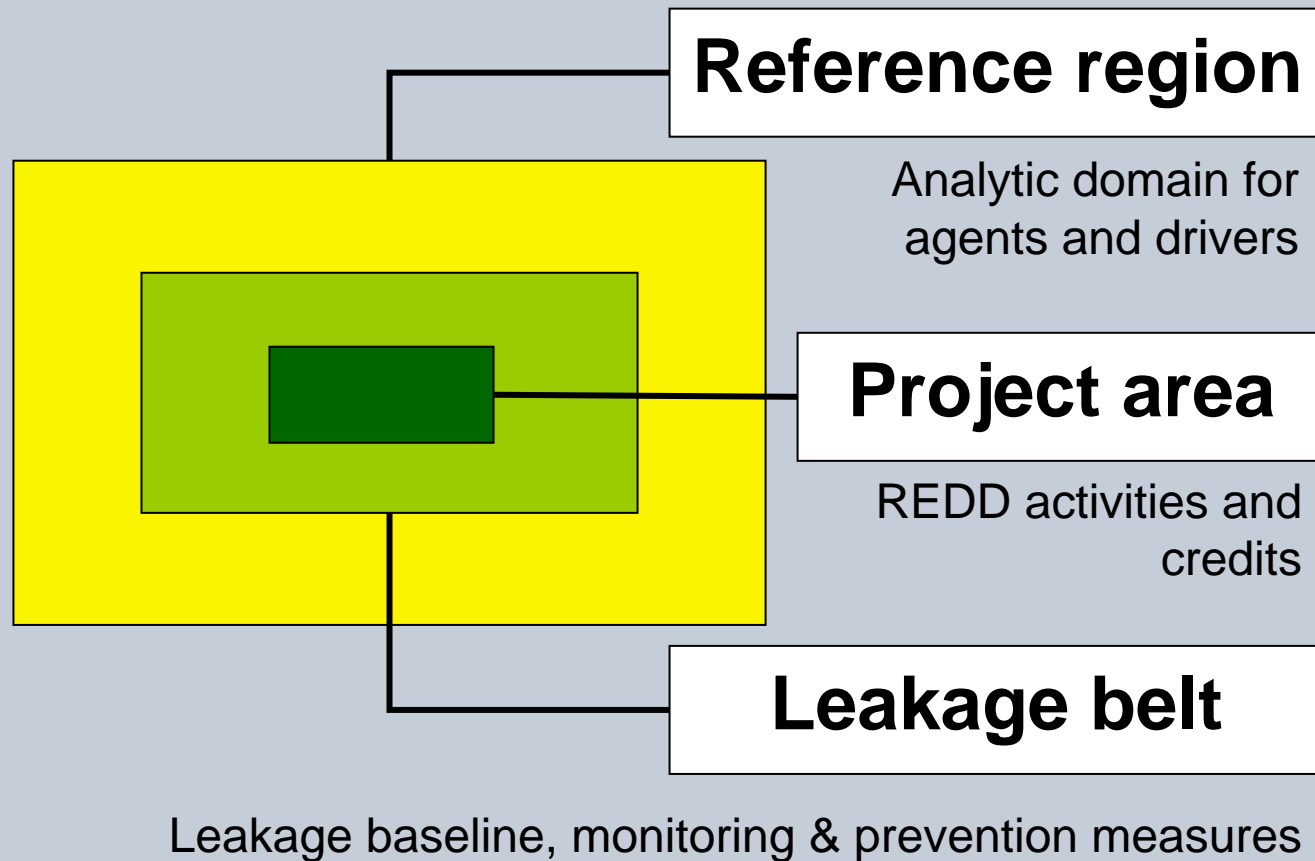 Reference region
Analytic domain for
agents and drivers
Project area
REDD activities and
credits
Leakage belt
Leakage baseline, monitoring & prevention measures